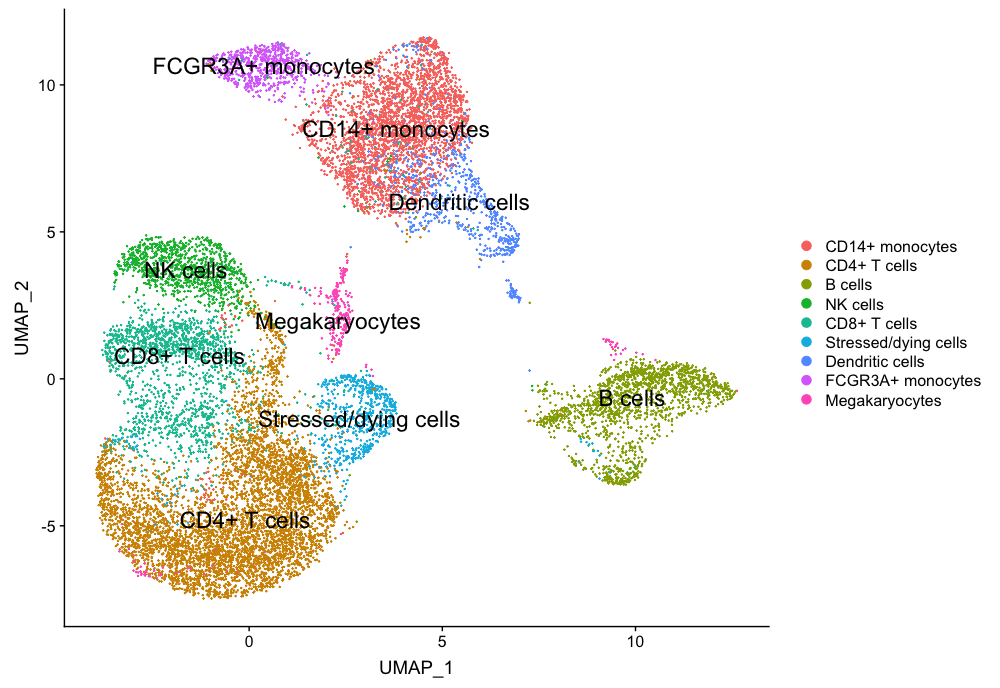 FCGR3A+ monocytes
10
CD14+ monocytes
Dendritic cells
5
NK cells
Megakaryocytes
CD8+ T cells
0
B cells
Stressed/dying cells
CD4+ T cells
-5
UMAP_2
0
5
10
UMAP_1
CD14+ monocytes
CD4+ T cells
B cells
NK cells
CD8+ T cells
Stressed/dying cells
Dendritic cells
FCGR3A+ monocytes
Megakaryocytes